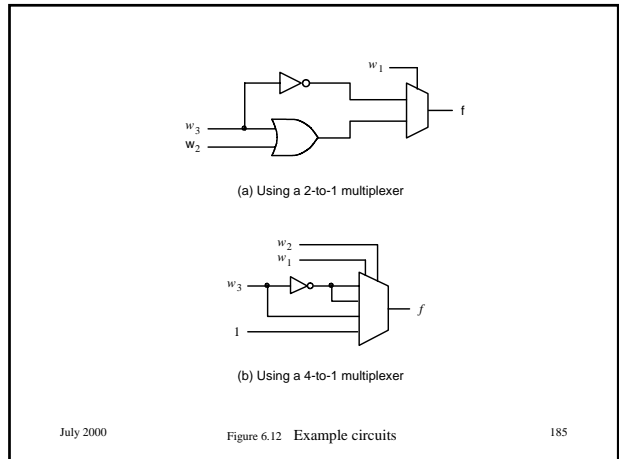 w1
f
w3
w2
(a) Using a 2-to-1 multiplexer
w2
w1
w3
f
1
(b) Using a 4-to-1 multiplexer
July 2000 Figure 6.12 Example circuits 185